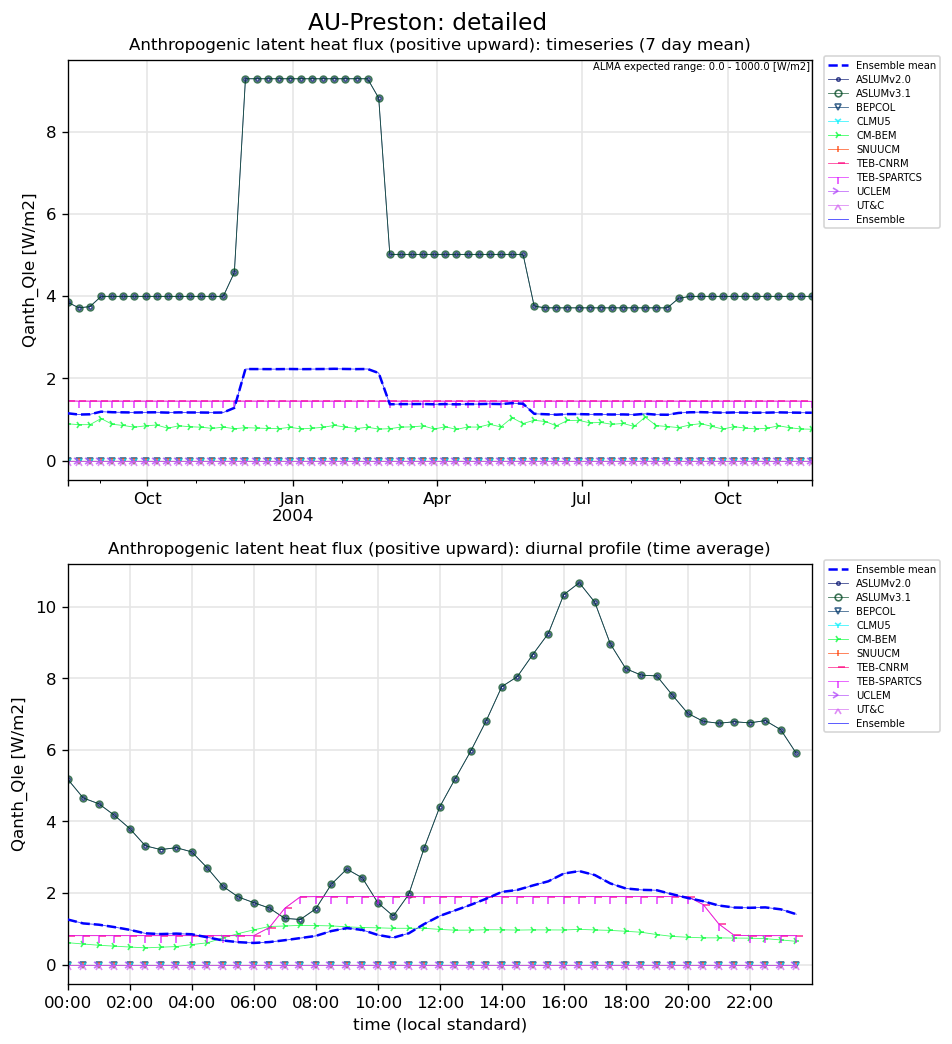 AU-Preston: detailed
Anthropogenic latent heat flux (positive upward): timeseries (7 day mean)
ALMA expected range: 0.0 - 1000.0 [W/m2]
Qanth_Qle [W/m2]
8
6
4
2
0
Oct
Jan
2004
Apr
Jul
Oct
Ensemble mean
ASLUMv2.0
ASLUMv3.1
BEPCOL
CLMU5
CM-BEM
SNUUCM
TEB-CNRM
TEB-SPARTCS
UCLEM
UT&C
Ensemble
Anthropogenic latent heat flux (positive upward): diurnal profile (time average)
Qanth_Qle [W/m2]
10
8
6
4
2
0
00:00
02:00
04:00
06:00
08:00
10:00
12:00
14:00
16:00
18:00
20:00
22:00
time (local standard)
Ensemble mean
ASLUMv2.0
ASLUMv3.1
BEPCOL
CLMU5
CM-BEM
SNUUCM
TEB-CNRM
TEB-SPARTCS
UCLEM
UT&C
Ensemble